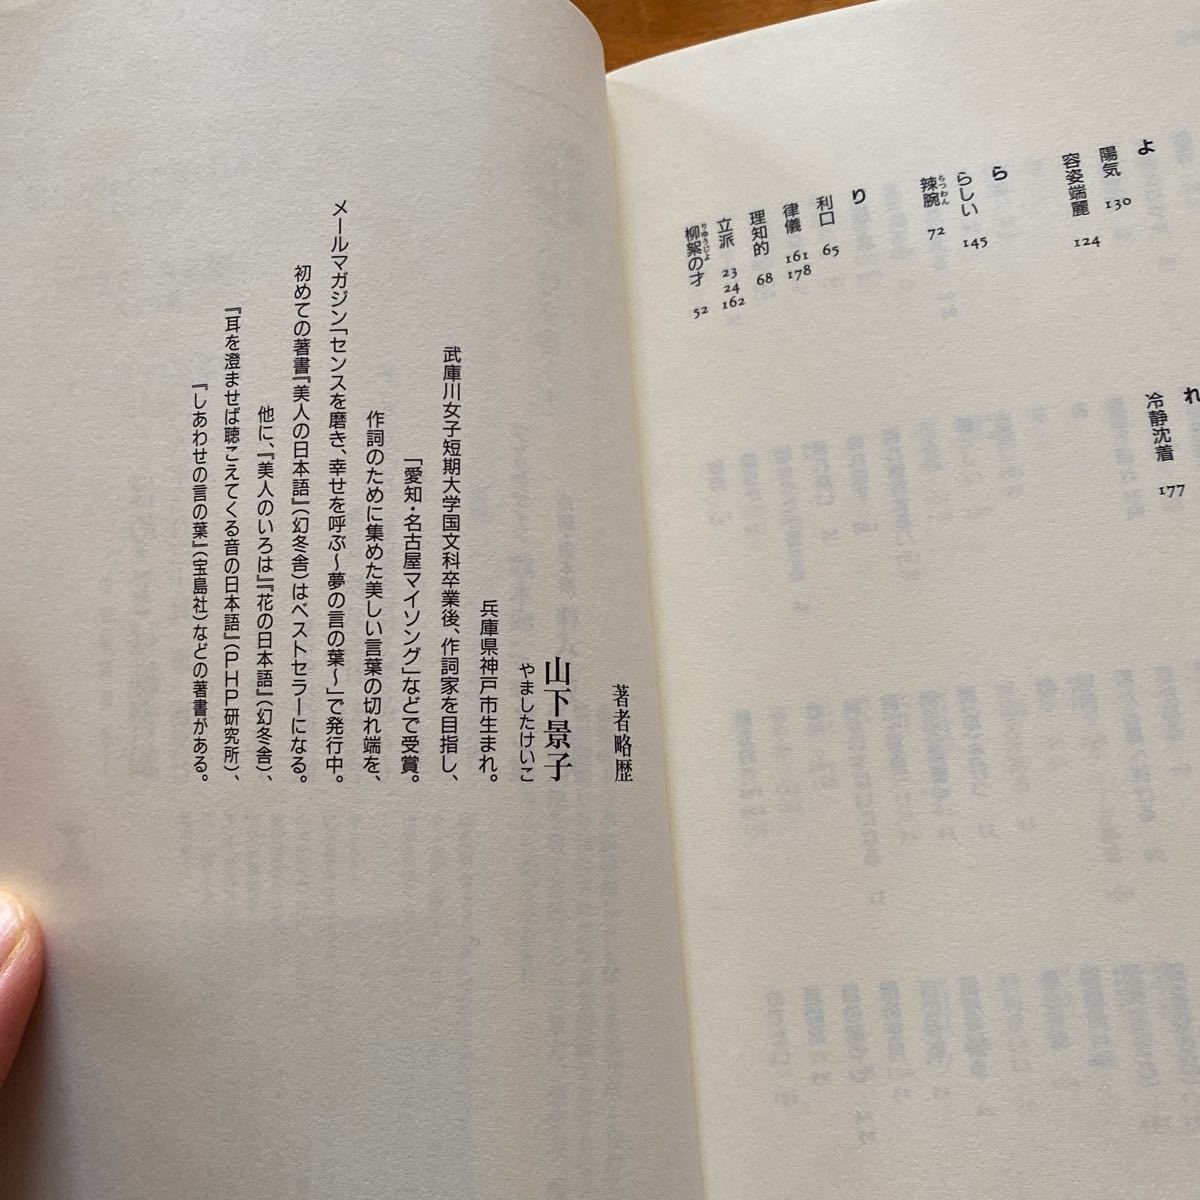 よ
陽気 130
容姿端麗 124
ら
らしい 145
辣腕 72
らつわん
り
利口 65
律儀 161 178
理知的 68
立派 23 24 162
柳絮の才 52
りゅうじょ
れ
冷静沈着 177
著者略歴
山下景子
やましたけいこ
兵庫県神戸市生まれ。
武庫川女子短期大学国文科卒業後、作詞家を目指し、
「愛知・名古屋マイソング」などで受賞。
作詞のために集めた美しい言葉の切れ端を、
メールマガジン「センスを磨き、幸せを呼ぶ〜夢の言の葉〜」で発行中。
初めての著書『美人の日本語』(幻冬舎)はベストセラーになる。
他に、『美人のいろは』『花の日本語』(幻冬舎)、
『耳を澄ませば聴こえてくる音の日本語』(PHP研究所)、
『しあわせの言の葉』(宝島社)などの著書がある。